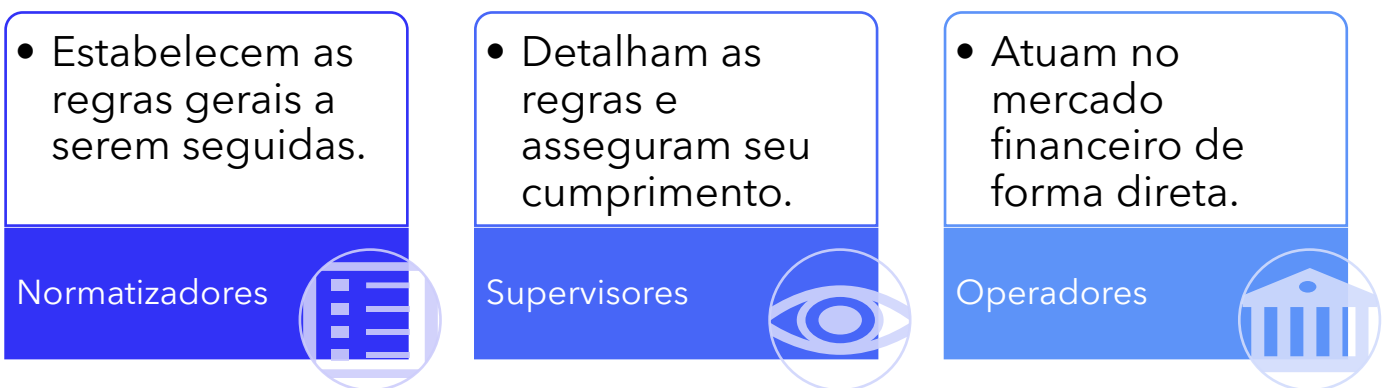 • Estabelecem as
regras gerais a
serem seguidas.
Normatizadores
• Detalham as
regras e
asseguram seu
cumprimento.
Supervisores
• Atuam no
mercado
financeiro de
forma direta.
Operadores